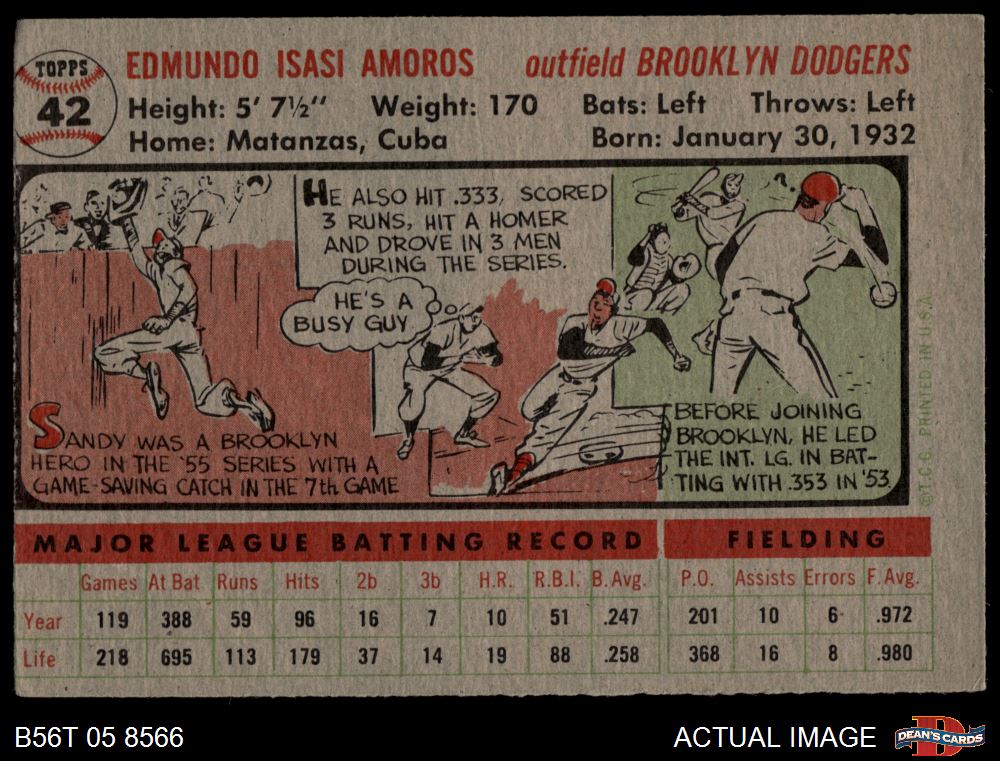 TOPPS
42
EDMUNDO ISASI AMOROS outfield BROOKLYN DODGERS
Height: 5' 7½" Weight: 170 Bats: Left Throws: Left
Home: Matanzas, Cuba Born: January 30, 1932
SANDY WAS A BROOKLYN
HERO IN THE '55 SERIES WITH A
GAME-SAVING CATCH IN THE 7th GAME
HE ALSO HIT .333, SCORED
3 RUNS, HIT A HOMER
AND DROVE IN 3 MEN
DURING THE SERIES.
HE'S A
BUSY GUY
BEFORE JOINING
BROOKLYN, HE LED
THE INT. LG. IN BAT-
TING WITH .353 IN '53
©T.C.G. PRINTED IN U.S.A.
MAJOR LEAGUE BATTING RECORD FIELDING
Games At Bat Runs Hits 2b 3b H.R. R.B.I. B. Avg. P.O. Assists Errors F. Avg.
Year 119 388 59 96 16 7 10 51 .247 201 10 6 .972
Life 218 695 113 179 37 14 19 88 .258 368 16 8 .980
B56T 05 8566 ACTUAL IMAGE
DEAN'S CARDS